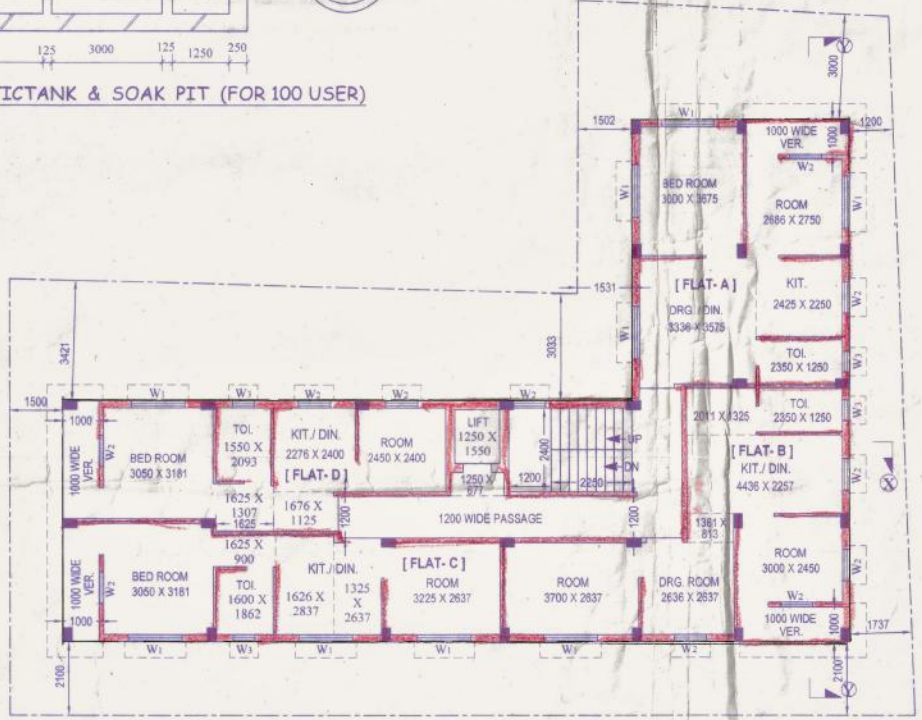 125
3000
125
1250
250
TICTANK & SOAK PIT (FOR 100 USER)
3000
Y
1502
W1
1000 WIDE
VER.
1000
1200
W2
W1
BED ROOM
3000 X 3675
ROOM
2686 X 2750
W1
1531
[ FLAT- A ]
KIT.
2425 X 2250
W2
DRG. / DIN.
3336 X 3575
W1
TOI.
2350 X 1250
W3
3421
3033
1500
1000
W1
W3
W2
W2
W2
2011 X 1325
TOI.
2350 X 1250
W3
1000 WIDE
VER.
W2
BED ROOM
3050 X 3181
TOI.
1550 X
2093
KIT./ DIN.
2276 X 2400
ROOM
2450 X 2400
LIFT
1250 X
1550
2400
UP
DN
1200
2250
[ FLAT- D ]
[ FLAT- B ]
KIT./ DIN.
4436 X 2257
W2
X
1625 X
1307
1625
1676 X
1125
1200
1250 X
977
1200 WIDE PASSAGE
1200
1361 X
813
1625 X
900
1000 WIDE
VER.
W2
1000
BED ROOM
3050 X 3181
TOI.
1600 X
1862
KIT./ DIN.
1626 X
2837
1325
X
2637
[ FLAT- C ]
ROOM
3225 X 2637
ROOM
3700 X 2637
DRG. ROOM
2636 X 2637
ROOM
3000 X 2450
W2
W2
1000 WIDE
VER.
1000
1737
W1
W3
W1
W1
W1
W2
2100
2100
Y